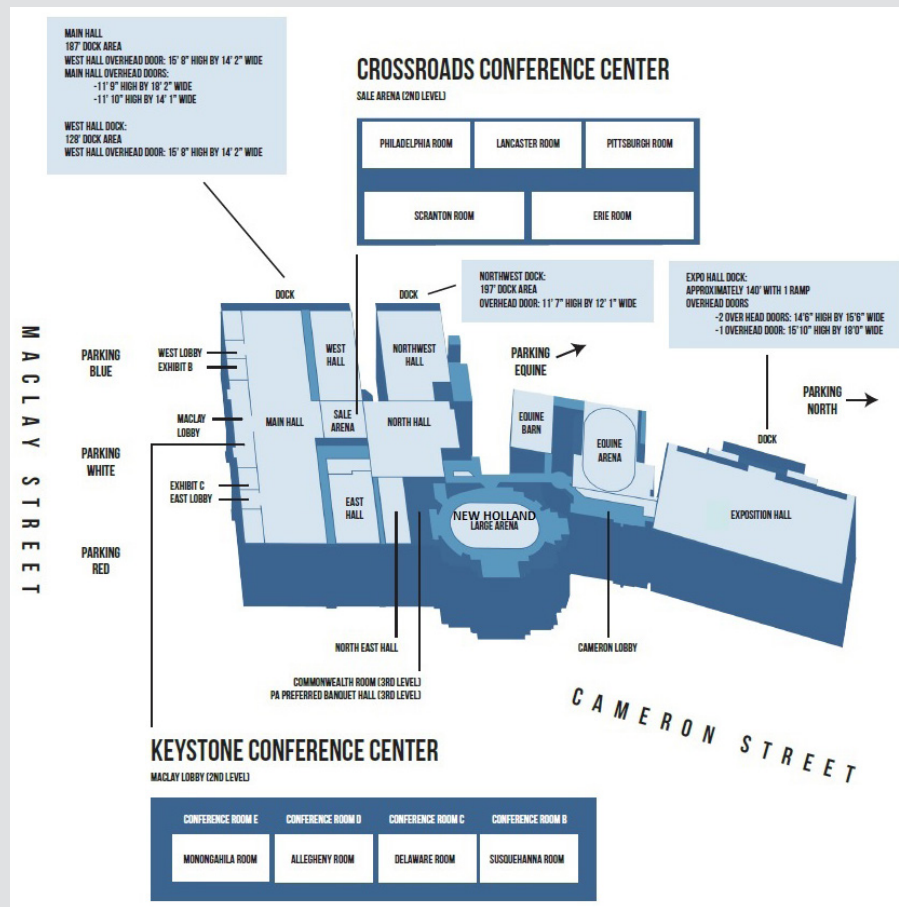 MAIN HALL
187' DOCK AREA
WEST HALL OVERHEAD DOOR: 15' 8" HIGH BY 14' 2" WIDE
MAIN HALL OVERHEAD DOORS:
-11' 9" HIGH BY 18' 2" WIDE
-11' 10" HIGH BY 14' 1" WIDE
WEST HALL DOCK:
128' DOCK AREA
WEST HALL OVERHEAD DOOR: 15' 8" HIGH BY 14' 2" WIDE
CROSSROADS CONFERENCE CENTER
SALE ARENA (2ND LEVEL)
PHILADELPHIA ROOM
LANCASTER ROOM
PITTSBURGH ROOM
SCRANTON ROOM
ERIE ROOM
NORTHWEST DOCK:
197' DOCK AREA
OVERHEAD DOOR: 11' 7" HIGH BY 12' 1" WIDE
EXPO HALL DOCK:
APPROXIMATELY 140' WITH 1 RAMP
OVERHEAD DOORS
-2 OVER HEAD DOORS: 14'6" HIGH BY 15'6" WIDE
-1 OVERHEAD DOOR: 15'10" HIGH BY 18'0" WIDE
DOCK
DOCK
MACLAY STREET
PARKING
BLUE
WEST LOBBY
EXHIBIT B
WEST
HALL
NORTHWEST
HALL
PARKING
EQUINE
PARKING
NORTH
MACLAY
LOBBY
MAIN HALL
SALE
ARENA
NORTH HALL
EQUINE
BARN
EQUINE
ARENA
DOCK
PARKING
WHITE
EXHIBIT C
EAST LOBBY
EAST
HALL
NEW HOLLAND
LARGE ARENA
EXPOSITION HALL
PARKING
RED
NORTH EAST HALL
CAMERON LOBBY
COMMONWEALTH ROOM (3RD LEVEL)
PA PREFERRED BANQUET HALL (3RD LEVEL)
CAMERON STREET
KEYSTONE CONFERENCE CENTER
MACLAY LOBBY (2ND LEVEL)
CONFERENCE ROOM E
CONFERENCE ROOM D
CONFERENCE ROOM C
CONFERENCE ROOM B
MONONGAHILA ROOM
ALLEGHENY ROOM
DELAWARE ROOM
SUSQUEHANNA ROOM